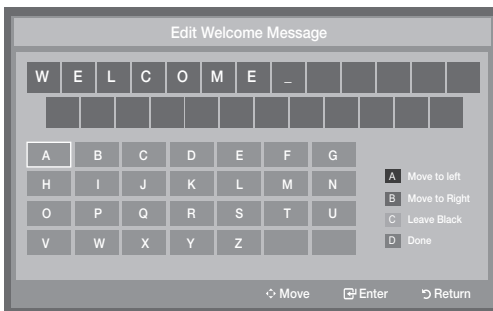 Edit Welcome Message
W E L C O M E _
A B C D E F G
H I J K L M N
O P Q R S T U
V W X Y Z
A Move to left
B Move to Right
C Leave Black
D Done
Move Enter Return